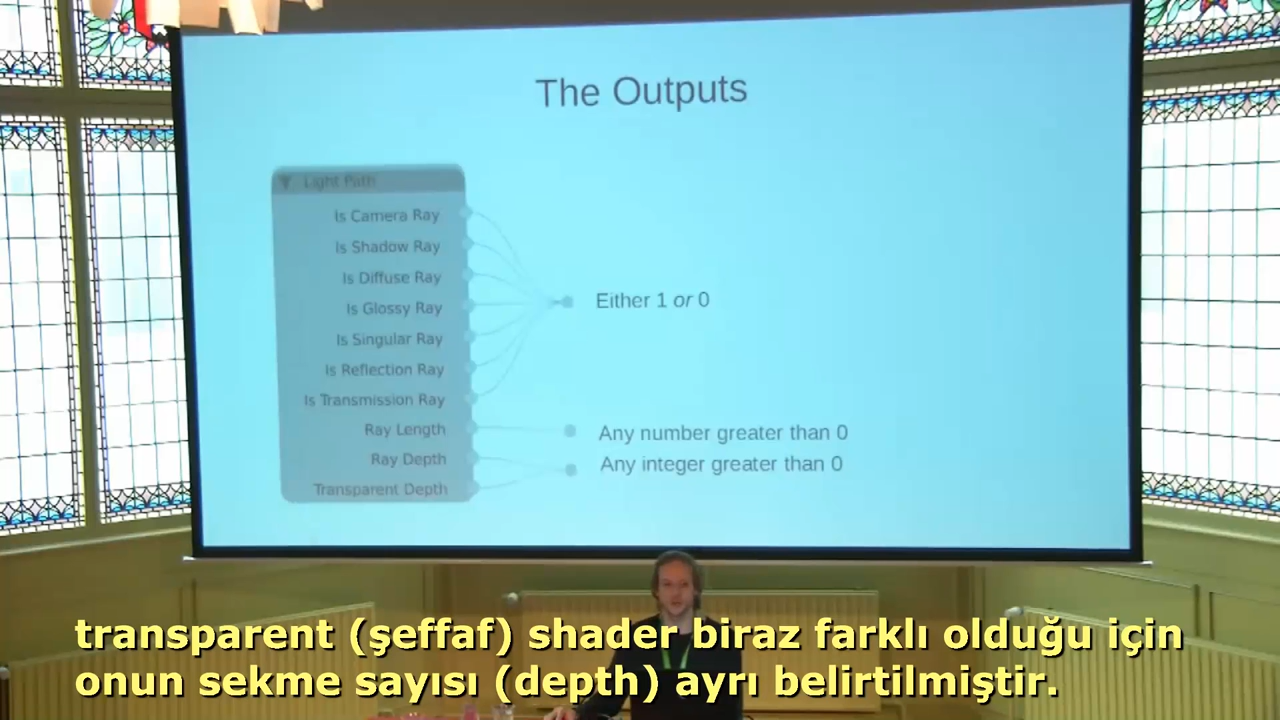 The Outputs
Light Path
Is Camera Ray
Is Shadow Ray
Is Diffuse Ray
Is Glossy Ray
Is Singular Ray
Is Reflection Ray
Is Transmission Ray
Ray Length
Ray Depth
Transparent Depth
Either 1 or 0
Any number greater than 0
Any integer greater than 0
transparent (şeffaf) shader biraz farklı olduğu için
onun sekme sayısı (depth) ayrı belirtilmiştir.